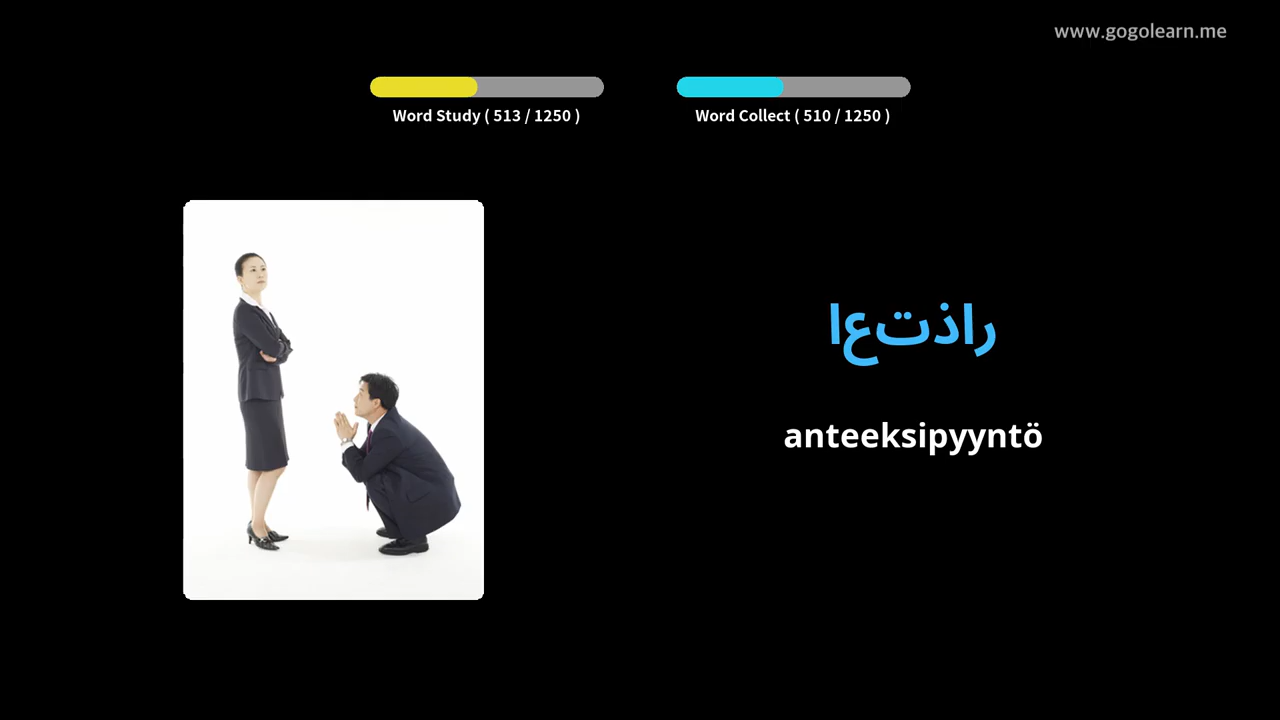 www.gogolearn.me
Word Study ( 513 / 1250 )
Word Collect ( 510 / 1250 )
اعتذار
anteeksipyyntö